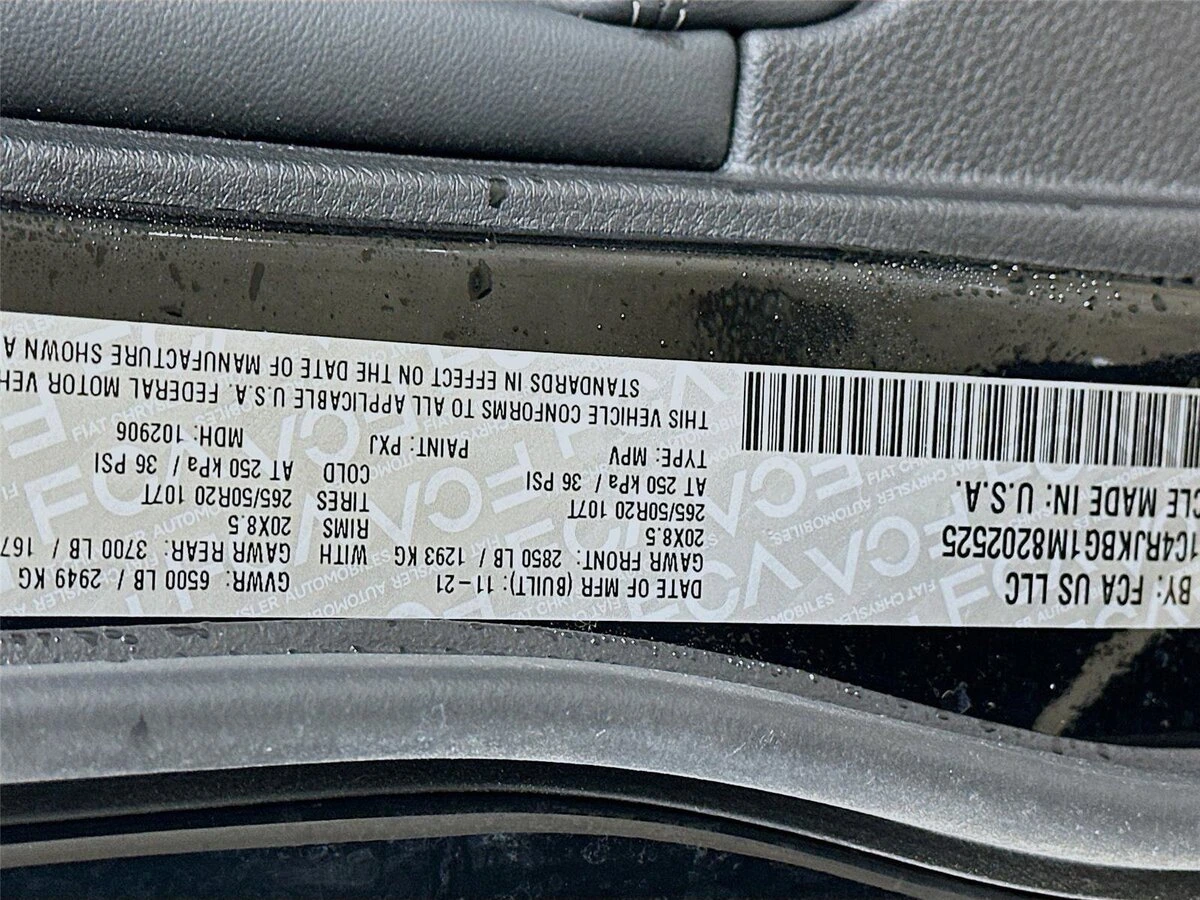 BY: FCA US LLC
DATE OF MFR (BUILT): 11-21
GVWR: 6500 LB / 2949 KG
GAWR FRONT: 2850 LB / 1293 KG
WITH
GAWR REAR: 3700 LB / 167
1C4RJKBG1M8202525
20X8.5
RIMS
20X8.5
265/50R20 107T
TIRES
265/50R20 107T
CLE MADE IN: U.S.A.
AT 250 kPa / 36 PSI
COLD
AT 250 kPa / 36 PSI
TYPE: MPV
PAINT: PXJ
MDH: 102906
THIS VEHICLE CONFORMS TO ALL APPLICABLE U.S.A. FEDERAL MOTOR VEH
STANDARDS IN EFFECT ON THE DATE OF MANUFACTURE SHOWN A